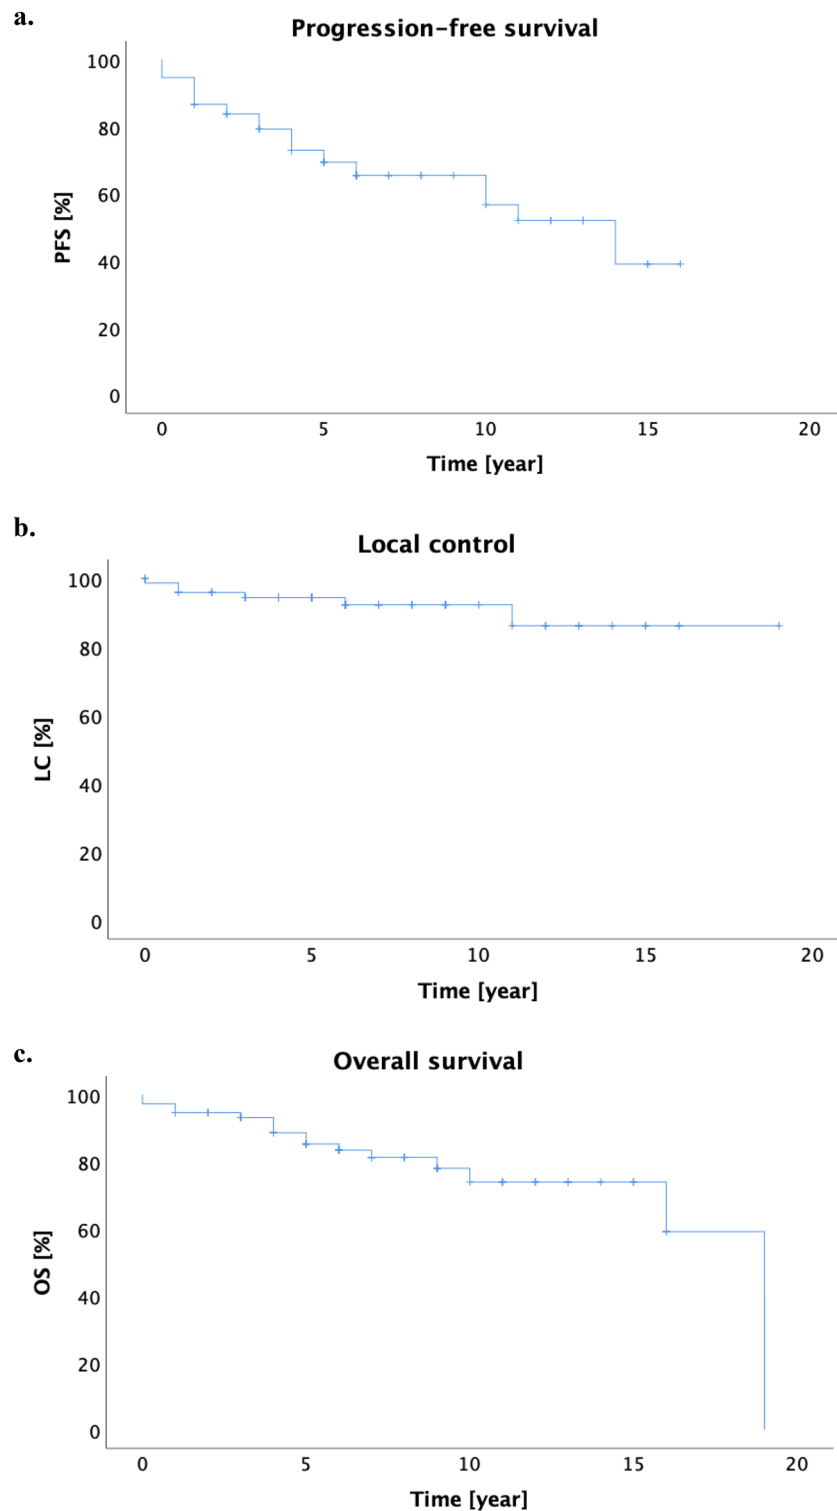 a.
Progression-free survival
100
80
60
40
20
0
PFS [%]
0 5 10 15 20
Time [year]
b.
Local control
100
80
60
40
20
0
LC [%]
0 5 10 15 20
Time [year]
c.
Overall survival
100
80
60
40
20
0
OS [%]
0 5 10 15 20
Time [year]